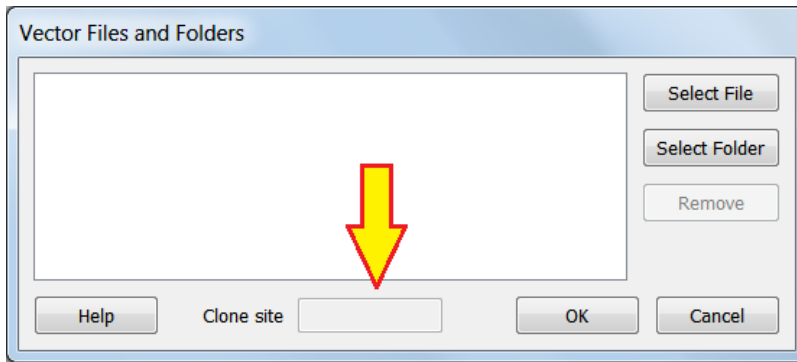 Vector Files and Folders
Select File
Select Folder
Remove
Help Clone site OK Cancel